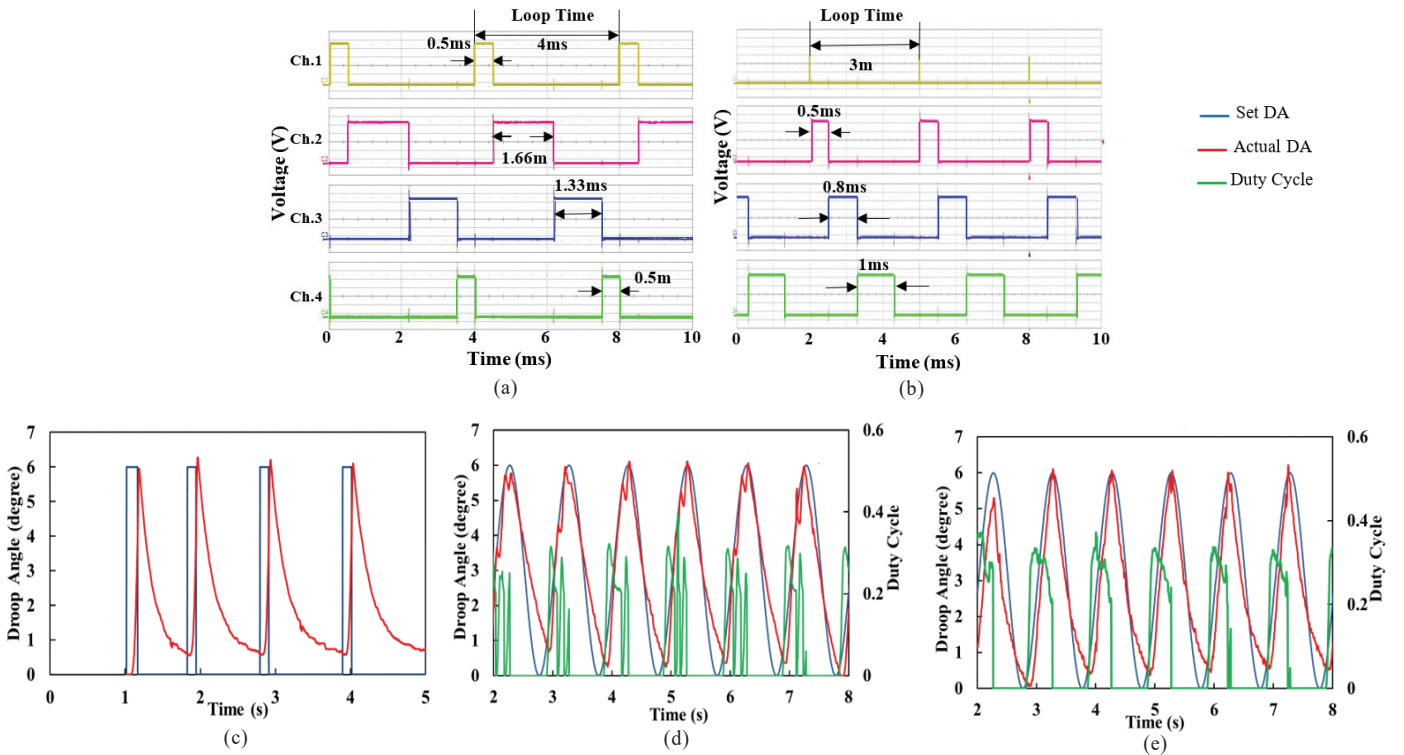 Loop Time
4ms
0.5ms
Ch.1
Ch.2
1.66m
Ch.3
1.33ms
Ch.4
0.5m
Voltage (V)
0 2 4 6 8 10
Time (ms)
(a)
Loop Time
3m
0.5ms
0.8ms
1ms
Voltage (V)
0 2 4 6 8 10
Time (ms)
(b)
Set DA
Actual DA
Duty Cycle
7
6
5
4
3
2
1
0
Droop Angle (degree)
0 1 2 3 4 5
Time (s)
(c)
7
6
5
4
3
2
1
0
Droop Angle (degree)
0.6
0.4
0.2
0
Duty Cycle
2 3 4 5 6 7 8
Time (s)
(d)
7
6
5
4
3
2
1
0
Droop Angle (degree)
0.6
0.4
0.2
0
Duty Cycle
2 3 4 5 6 7 8
Time (s)
(e)